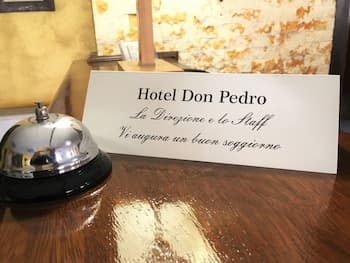 Hotel Don Pedro
La Direzione e lo Staff
Vi augura un buon soggiorno